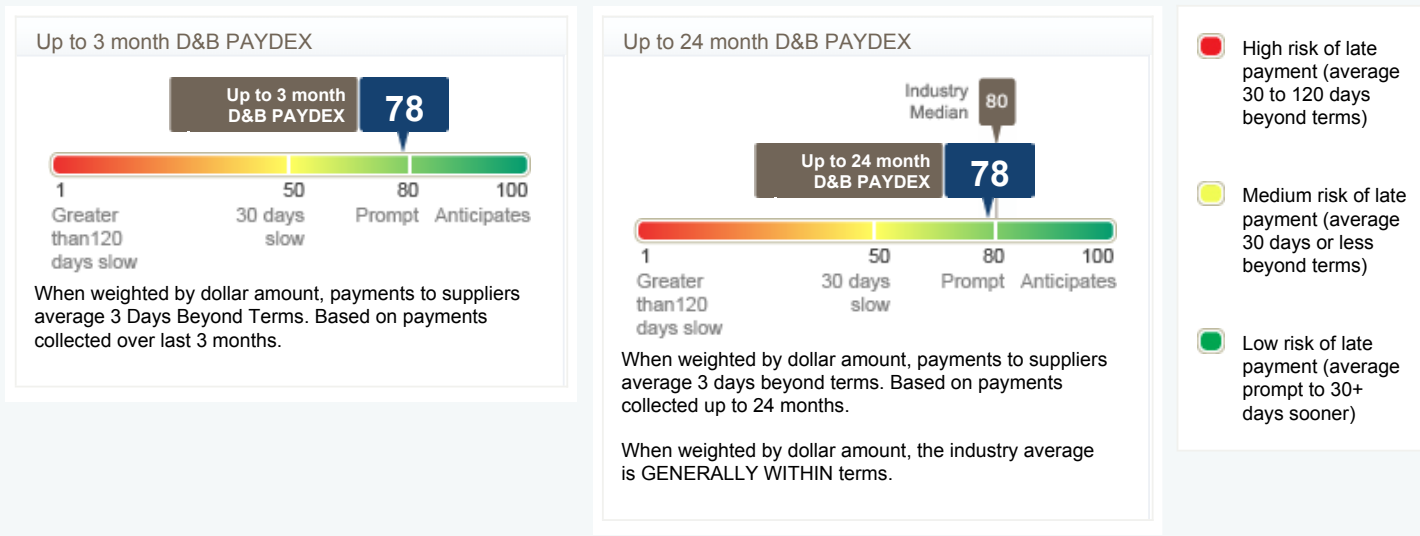 Up to 3 month D&B PAYDEX
Up to 3 month
D&B PAYDEX
78
1
50
80
100
Greater
than120
days slow
30 days
slow
Prompt
Anticipates
When weighted by dollar amount, payments to suppliers
average 3 Days Beyond Terms. Based on payments
collected over last 3 months.
Up to 24 month D&B PAYDEX
Industry
Median
80
Up to 24 month
D&B PAYDEX
78
1
50
80
100
Greater
than120
days slow
30 days
slow
Prompt
Anticipates
When weighted by dollar amount, payments to suppliers
average 3 days beyond terms. Based on payments
collected up to 24 months.
When weighted by dollar amount, the industry average
is GENERALLY WITHIN terms.
High risk of late
payment (average
30 to 120 days
beyond terms)
Medium risk of late
payment (average
30 days or less
beyond terms)
Low risk of late
payment (average
prompt to 30+
days sooner)